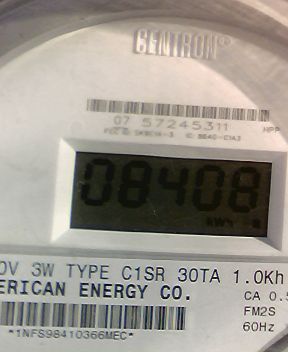 CENTRON®
07 57245311
HPP
08408
0V 3W TYPE C1SR 30TA 1.0Kh
ERICAN ENERGY CO.
CA 0.5
FM2S
60Hz
*1NFS98410366MEC*